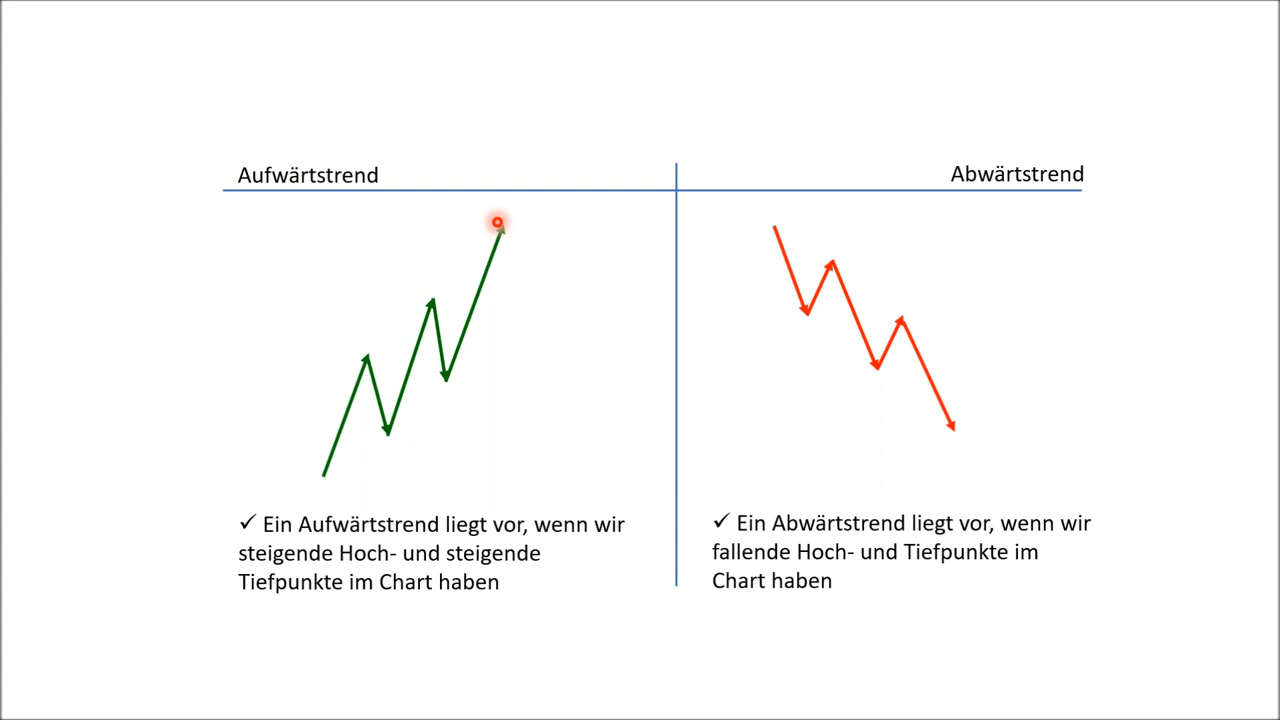 Aufwärtstrend
Abwärtstrend
✓ Ein Aufwärtstrend liegt vor, wenn wir
steigende Hoch- und steigende
Tiefpunkte im Chart haben
✓ Ein Abwärtstrend liegt vor, wenn wir
fallende Hoch- und Tiefpunkte im
Chart haben